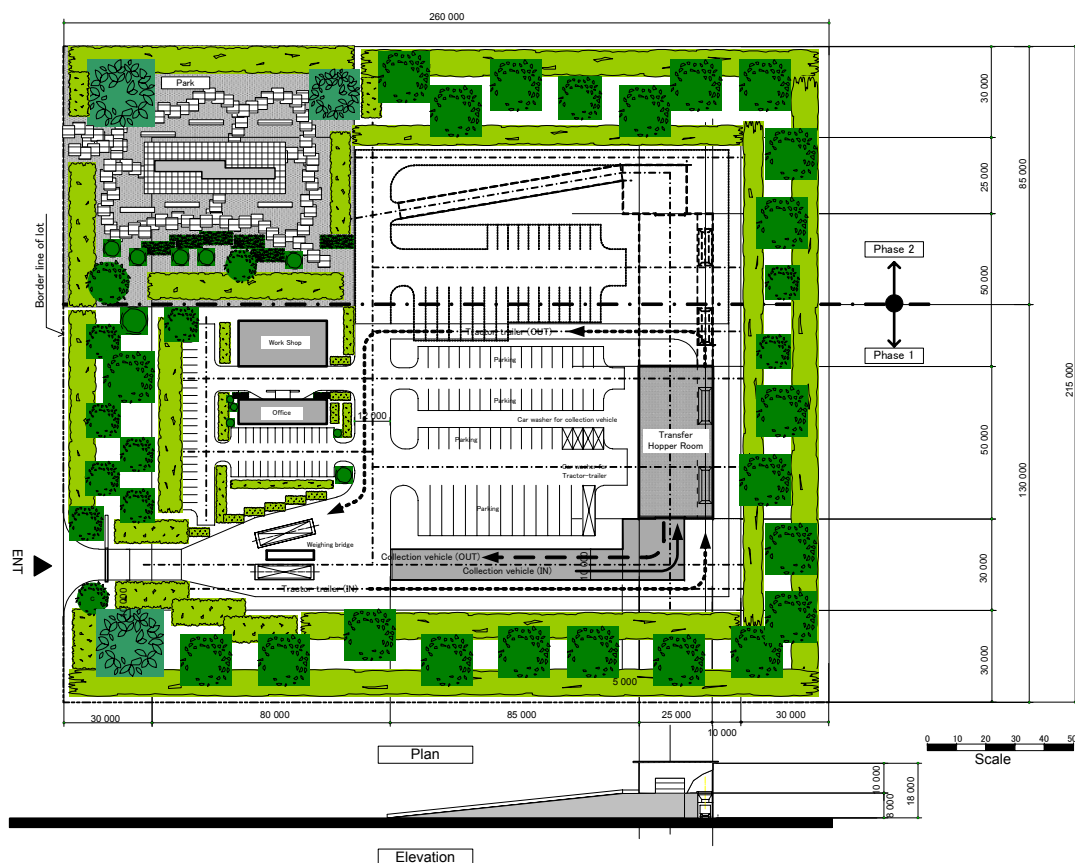 260 000
Park
30 000
25 000
85 000
Border line of lot
Phase 2
50 000
Tractor trailer (OUT)
Work Shop
Parking
Phase 1
215 000
Parking
Office
12 000
Car washer for collection vehicle
Parking
Transfer
Hopper Room
50 000
Car washer for
Tractor-trailer
130 000
Parking
Weighing bridge
ENT
Collection vehicle (OUT)
Collection vehicle (IN)
10 000
30 000
Tractor trailer (IN)
30 000
5 000
30 000
80 000
85 000
25 000
30 000
10 000
Plan
0 10 20 30 40 50
Scale
10 000
8 000
18 000
Elevation